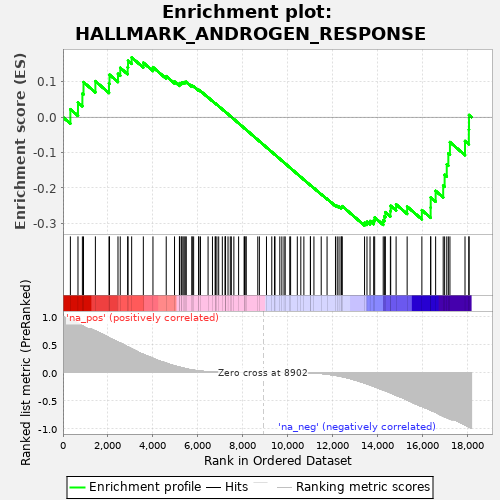 Enrichment plot:
HALLMARK_ANDROGEN_RESPONSE
Enrichment score (ES)
0.1
0.0
-0.1
-0.2
-0.3
Ranked list metric (PreRanked)
1.0
0.5
0.0
-0.5
-1.0
'na_pos' (positively correlated)
Zero cross at 8902
'na_neg' (negatively correlated)
0
2,000
4,000
6,000
8,000
10,000
12,000
14,000
16,000
18,000
Rank in Ordered Dataset
Enrichment profile
Hits
Ranking metric scores